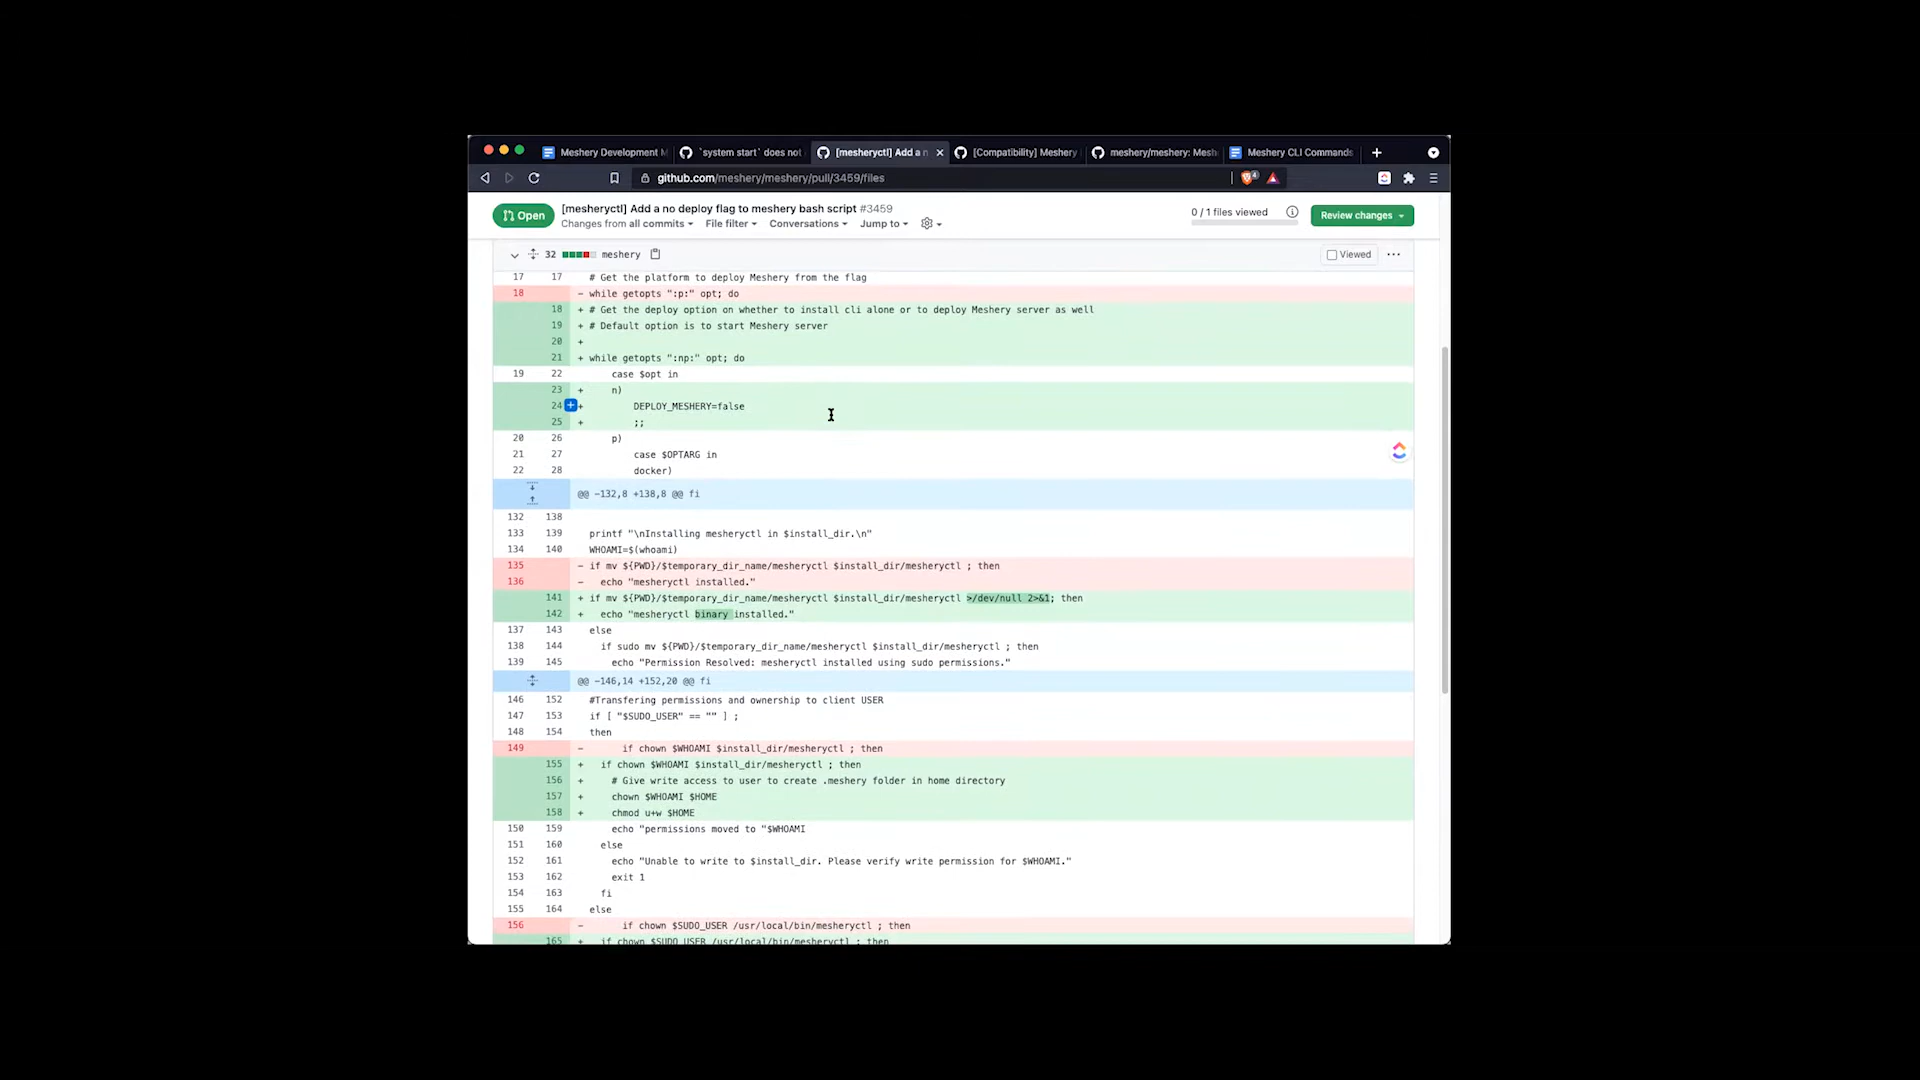 Meshery Development M
`system start` does not
[mesheryctl] Add a n
[Compatibility] Meshery
meshery/meshery: Mesh
Meshery CLI Commands
github.com/meshery/meshery/pull/3459/files
4
Open
[mesheryctl] Add a no deploy flag to meshery bash script #3459
Changes from all commits
File filter
Conversations
Jump to
0 / 1 files viewed
Review changes
32 meshery
Viewed
17 17 # Get the platform to deploy Meshery from the flag
18 - while getopts ":p:" opt; do
18 + # Get the deploy option on whether to install cli alone or to deploy Meshery server as well
19 + # Default option is to start Meshery server
20 +
21 + while getopts ":np:" opt; do
19 22 case $opt in
23 + n)
24 + DEPLOY_MESHERY=false
25 + ;;
20 26 p)
21 27 case $OPTARG in
22 28 docker)
@@ -132,8 +138,8 @@ fi
132 138
133 139 printf "\nInstalling mesheryctl in $install_dir.\n"
134 140 WHOAMI=$(whoami)
135 - if mv ${PWD}/$temporary_dir_name/mesheryctl $install_dir/mesheryctl ; then
136 - echo "mesheryctl installed."
141 + if mv ${PWD}/$temporary_dir_name/mesheryctl $install_dir/mesheryctl >/dev/null 2>&1; then
142 + echo "mesheryctl binary installed."
137 143 else
138 144 if sudo mv ${PWD}/$temporary_dir_name/mesheryctl $install_dir/mesheryctl ; then
139 145 echo "Permission Resolved: mesheryctl installed using sudo permissions."
@@ -146,14 +152,20 @@ fi
146 152 #Transfering permissions and ownership to client USER
147 153 if [ "$SUDO_USER" == "" ] ;
148 154 then
149 - if chown $WHOAMI $install_dir/mesheryctl ; then
155 + if chown $WHOAMI $install_dir/mesheryctl ; then
156 + # Give write access to user to create .meshery folder in home directory
157 + chown $WHOAMI $HOME
158 + chmod u+w $HOME
150 159 echo "permissions moved to "$WHOAMI
151 160 else
152 161 echo "Unable to write to $install_dir. Please verify write permission for $WHOAMI."
153 162 exit 1
154 163 fi
155 164 else
156 - if chown $SUDO_USER /usr/local/bin/mesheryctl ; then
165 + if chown $SUDO_USER /usr/local/bin/mesheryctl ; then